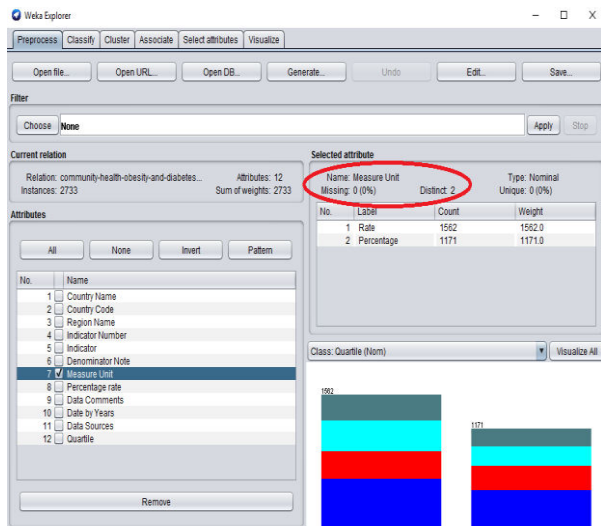 Weka Explorer
Preprocess Classify Cluster Associate Select attributes Visualize
Open file... Open URL... Open DB... Generate... Undo Edit... Save...
Filter
Choose None Apply Stop
Current relation
Relation: community-health-obesity-and-diabetes... Attributes: 12
Instances: 2733 Sum of weights: 2733
Attributes
All None Invert Pattern
No. Name
1 Country Name
2 Country Code
3 Region Name
4 Indicator Number
5 Indicator
6 Denominator Note
7 Measure Unit
8 Percentage rate
9 Data Comments
10 Date by Years
11 Data Sources
12 Quartile
Remove
Selected attribute
Name: Measure Unit Type: Nominal
Missing: 0 (0%) Distinct: 2 Unique: 0 (0%)
No. Label Count Weight
1 Rate 1562 1562.0
2 Percentage 1171 1171.0
Class: Quartile (Nom) Visualize All
1562
1171